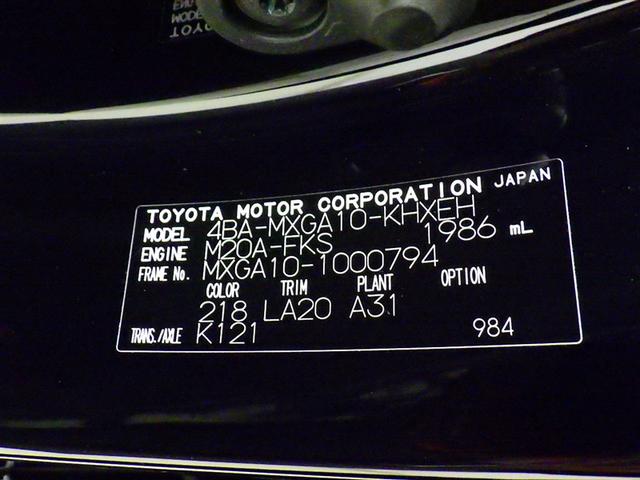 TOYOTA MOTOR CORPORATION JAPAN
MODEL 4BA-MXGA10-KHXEH
ENGINE M20A-FKS 1986 mL
FRAME No. MXGA10-1000794
COLOR TRIM PLANT OPTION
218 LA20 A31
TRANS./AXLE K121 984